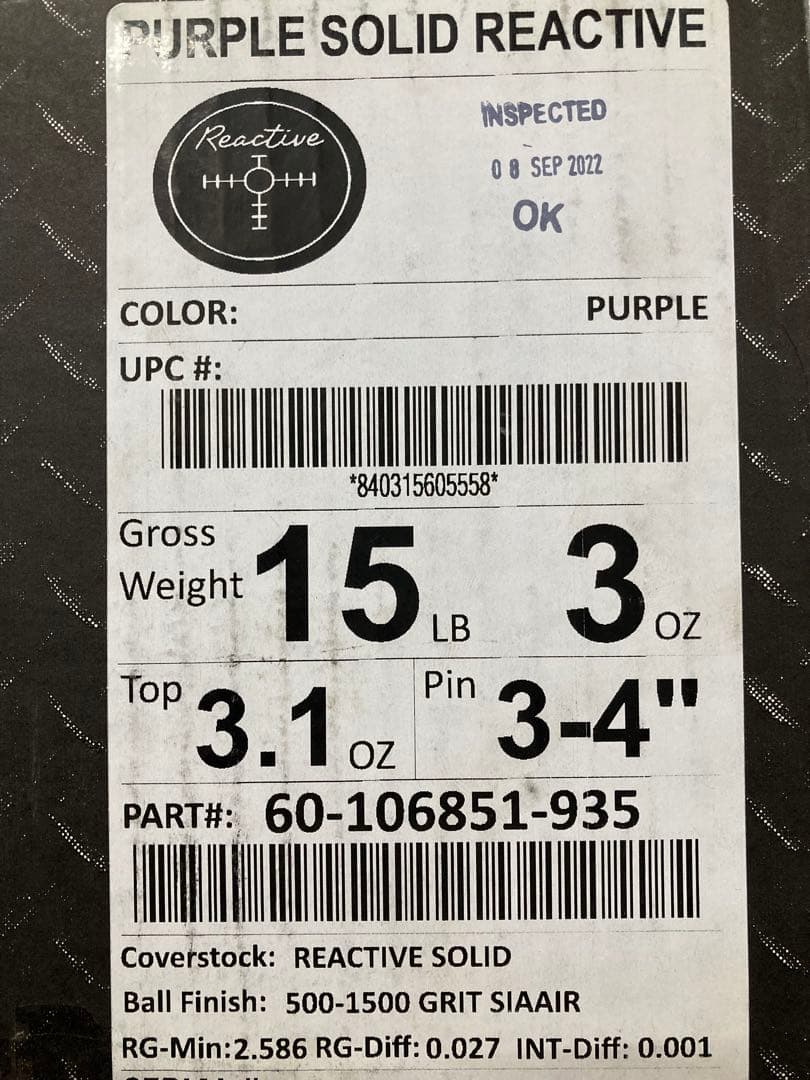 PURPLE SOLID REACTIVE
Reactive
INSPECTED
08 SEP 2022
OK
COLOR: PURPLE
UPC #:
*840315605558*
Gross Weight 15 LB 3 OZ
Top 3.1 OZ Pin 3-4"
PART#: 60-106851-935
Coverstock: REACTIVE SOLID
Ball Finish: 500-1500 GRIT SIAAIR
RG-Min:2.586 RG-Diff: 0.027 INT-Diff: 0.001